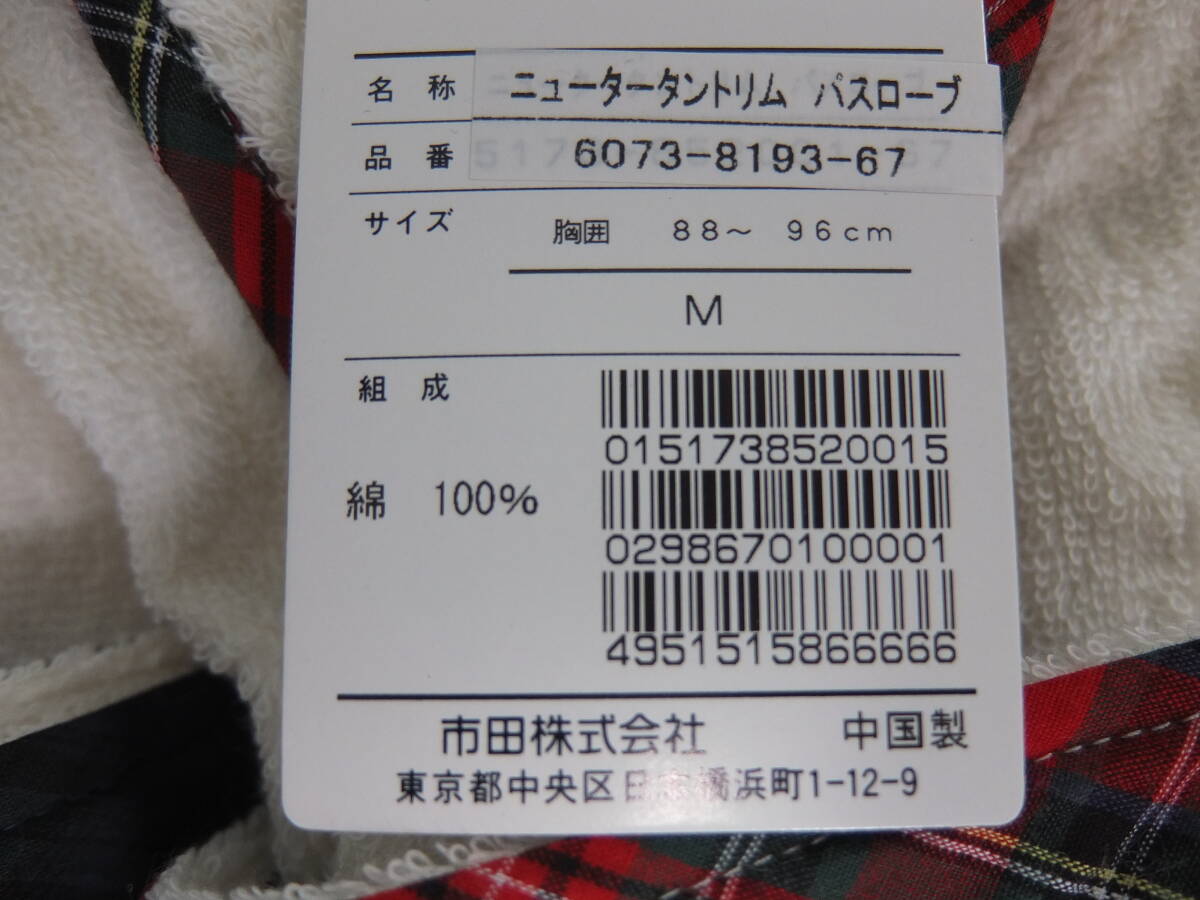 名称 ニュータータントリム パスローブ
品番 6073-8193-67
サイズ 胸囲 88～ 96cm
M
組成
0151738520015
綿 100%
0298670100001
4951515866666
市田株式会社 中国製
東京都中央区日本橋浜町1-12-9